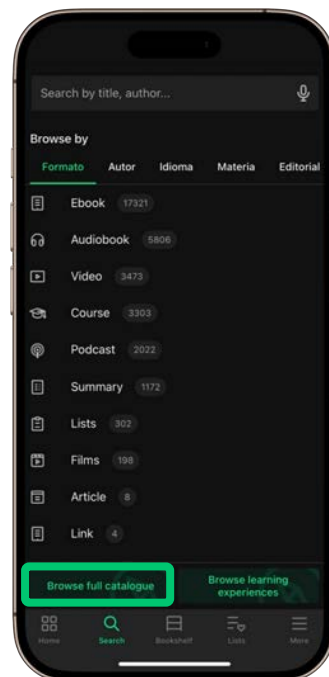 Search by title, author...
Browse by
Formato Autor Idioma Materia Editorial
Ebook 17321
Audiobook 5806
Video 3473
Course 3303
Podcast 2022
Summary 1172
Lists 302
Films 198
Article 8
Link 4
Browse full catalogue
Browse learning
experiences
Home Search Bookshelf Lists More